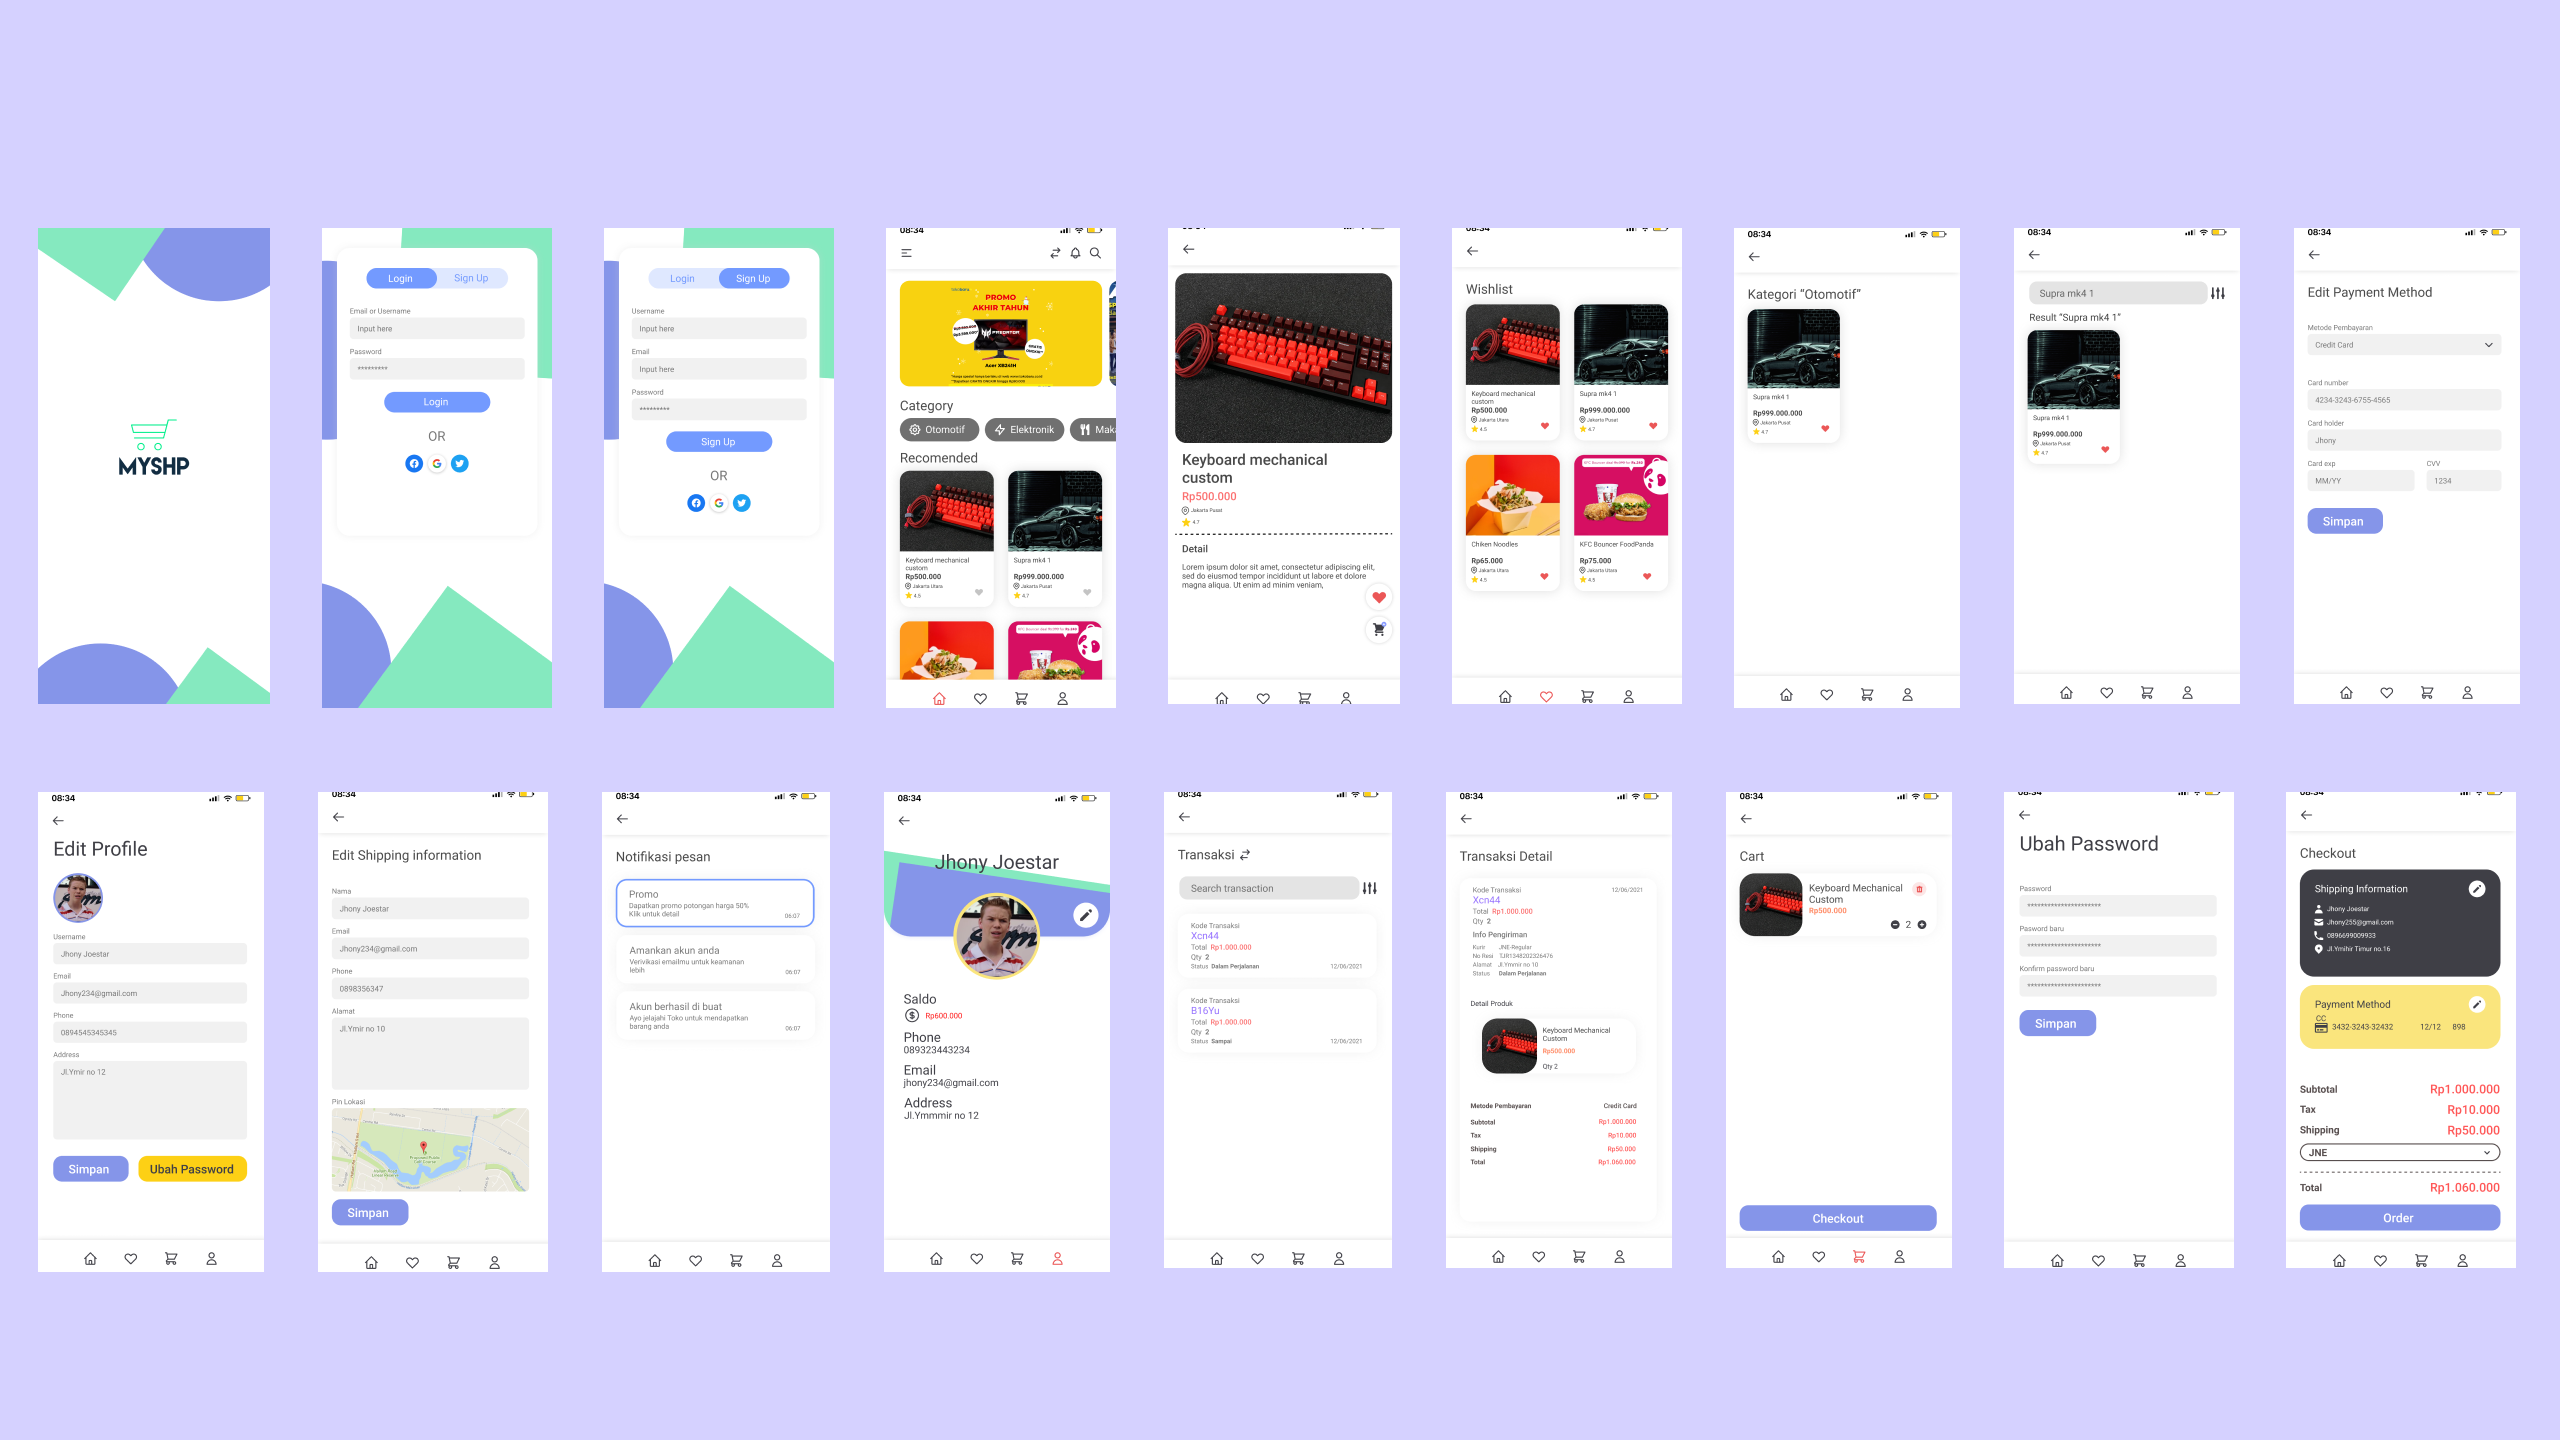 MYSHP
Login
Sign Up
Email or Username
Input here
Password
*********
Login
OR
Login
Sign Up
Username
Input here
Email
Input here
Password
*********
Sign Up
OR
08:34
PROMO
AKHIR TAHUN
PREDATOR
Acer XB241H
Category
Otomotif
Elektronik
Maka
Recomended
Keyboard mechanical
custom
Rp500.000
Jakarta Utara
4.5
Supra mk4 1
Rp999.000.000
Jakarta Pusat
4.7
Keyboard mechanical
custom
Rp500.000
Jakarta Pusat
4.7
Detail
Lorem ipsum dolor sit amet, consectetur adipiscing elit,
sed do eiusmod tempor incididunt ut labore et dolore
magna aliqua. Ut enim ad minim veniam,
08:34
Wishlist
Keyboard mechanical
custom
Rp500.000
Jakarta Utara
4.5
Supra mk4 1
Rp999.000.000
Jakarta Pusat
4.7
Chiken Noodles
Rp65.000
Jakarta Utara
4.5
KFC Bouncer FoodPanda
Rp75.000
Jakarta Utara
4.5
08:34
Kategori “Otomotif”
Supra mk4 1
Rp999.000.000
Jakarta Pusat
4.7
08:34
Supra mk4 1
Result “Supra mk4 1”
Supra mk4 1
Rp999.000.000
Jakarta Pusat
4.7
08:34
Edit Payment Method
Metode Pembayaran
Credit Card
Card number
4234-3243-6755-4565
Card holder
Jhony
Card exp
CVV
MM/YY
1234
Simpan
08:34
Edit Profile
Username
Jhony Joestar
Email
Jhony234@gmail.com
Phone
0894545345345
Address
Jl.Ymir no 12
Simpan
Ubah Password
08:34
Edit Shipping information
Nama
Jhony Joestar
Email
Jhony234@gmail.com
Phone
0898356347
Alamat
Jl.Ymir no 10
Pin Lokasi
Simpan
08:34
Notifikasi pesan
Promo
Dapatkan promo potongan harga 50%
Klik untuk detail
06:07
Amankan akun anda
Verivikasi emailmu untuk keamanan
lebih
06:07
Akun berhasil di buat
Ayo jelajahi Toko untuk mendapatkan
barang anda
06:07
08:34
Jhony Joestar
Saldo
Rp600.000
Phone
089323443234
Email
jhony234@gmail.com
Address
Jl.Ymmmir no 12
08:34
Transaksi
Search transaction
Kode Transaksi
Xcn44
Total Rp1.000.000
Qty 2
Status Dalam Perjalanan
12/06/2021
Kode Transaksi
B16Yu
Total Rp1.000.000
Qty 2
Status Sampai
12/06/2021
08:34
Transaksi Detail
Kode Transaksi
12/06/2021
Xcn44
Total Rp1.000.000
Qty 2
Info Pengiriman
Kurir JNE-Regular
No Resi TJR1348202326476
Alamat Jl.Ymmir no 10
Status Dalam Perjalanan
Detail Produk
Keyboard Mechanical
Custom
Rp500.000
Qty 2
Metode Pembayaran Credit Card
Subtotal Rp1.000.000
Tax Rp10.000
Shipping Rp50.000
Total Rp1.060.000
08:34
Cart
Keyboard Mechanical
Custom
Rp500.000
2
Checkout
08:34
Ubah Password
Password
**********************
Pasword baru
**********************
Konfirm password baru
**********************
Simpan
08:34
Checkout
Shipping Information
Jhony Joestar
Jhony255@gmail.com
0896699009933
Jl.Ymihir Timur no.16
Payment Method
CC
3432-3243-32432 12/12 898
Subtotal Rp1.000.000
Tax Rp10.000
Shipping Rp50.000
JNE
Total Rp1.060.000
Order